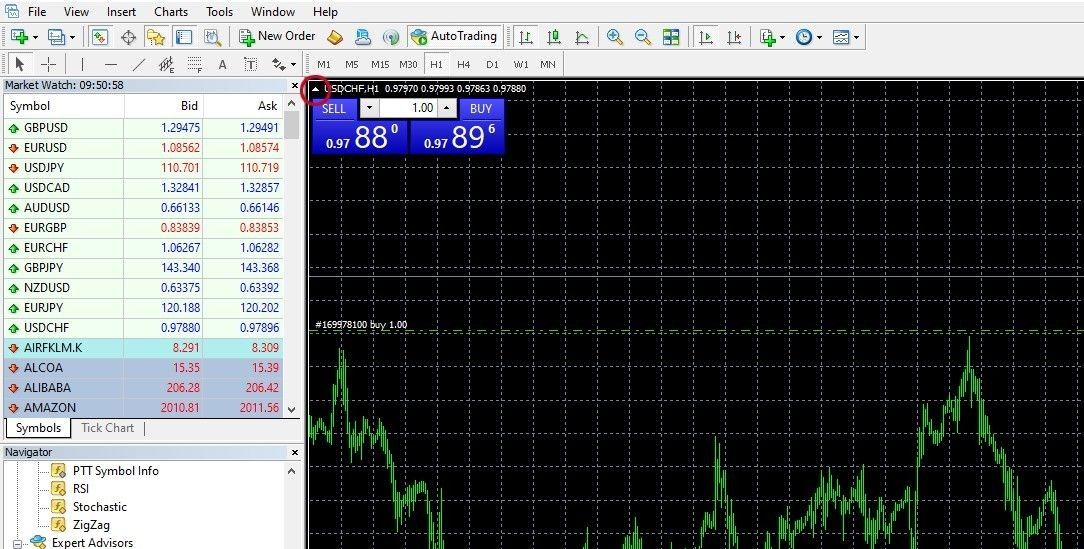 File View Insert Charts Tools Window Help
New Order AutoTrading
A T M1 M5 M15 M30 H1 H4 D1 W1 MN
Market Watch: 09:50:58
Symbol Bid Ask
GBPUSD 1.29475 1.29491
EURUSD 1.08562 1.08574
USDJPY 110.701 110.719
USDCAD 1.32841 1.32857
AUDUSD 0.66133 0.66146
EURGBP 0.83839 0.83853
EURCHF 1.06267 1.06282
GBPJPY 143.340 143.368
NZDUSD 0.63375 0.63392
EURJPY 120.188 120.202
USDCHF 0.97880 0.97896
AIRFKLM.K 8.291 8.309
ALCOA 15.35 15.39
ALIBABA 206.28 206.42
AMAZON 2010.81 2011.56
Symbols Tick Chart
Navigator
PTT Symbol Info
RSI
Stochastic
ZigZag
Expert Advisors
USDCHF,H1 0.97970 0.97993 0.97863 0.97880
SELL 1.00 BUY
0.97 88 0 0.97 89 6
#169978100 buy 1.00